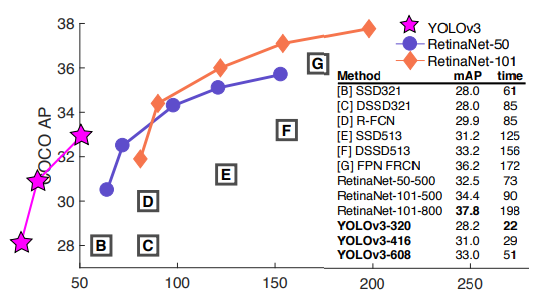 38
36
34
32
30
28
COCO AP
50
100
150
200
250
YOLOv3
RetinaNet-50
RetinaNet-101
B
C
D
E
F
G
Method mAP time
[B] SSD321 28.0 61
[C] DSSD321 28.0 85
[D] R-FCN 29.9 85
[E] SSD513 31.2 125
[F] DSSD513 33.2 156
[G] FPN FRCN 36.2 172
RetinaNet-50-500 32.5 73
RetinaNet-101-500 34.4 90
RetinaNet-101-800 37.8 198
YOLOv3-320 28.2 22
YOLOv3-416 31.0 29
YOLOv3-608 33.0 51